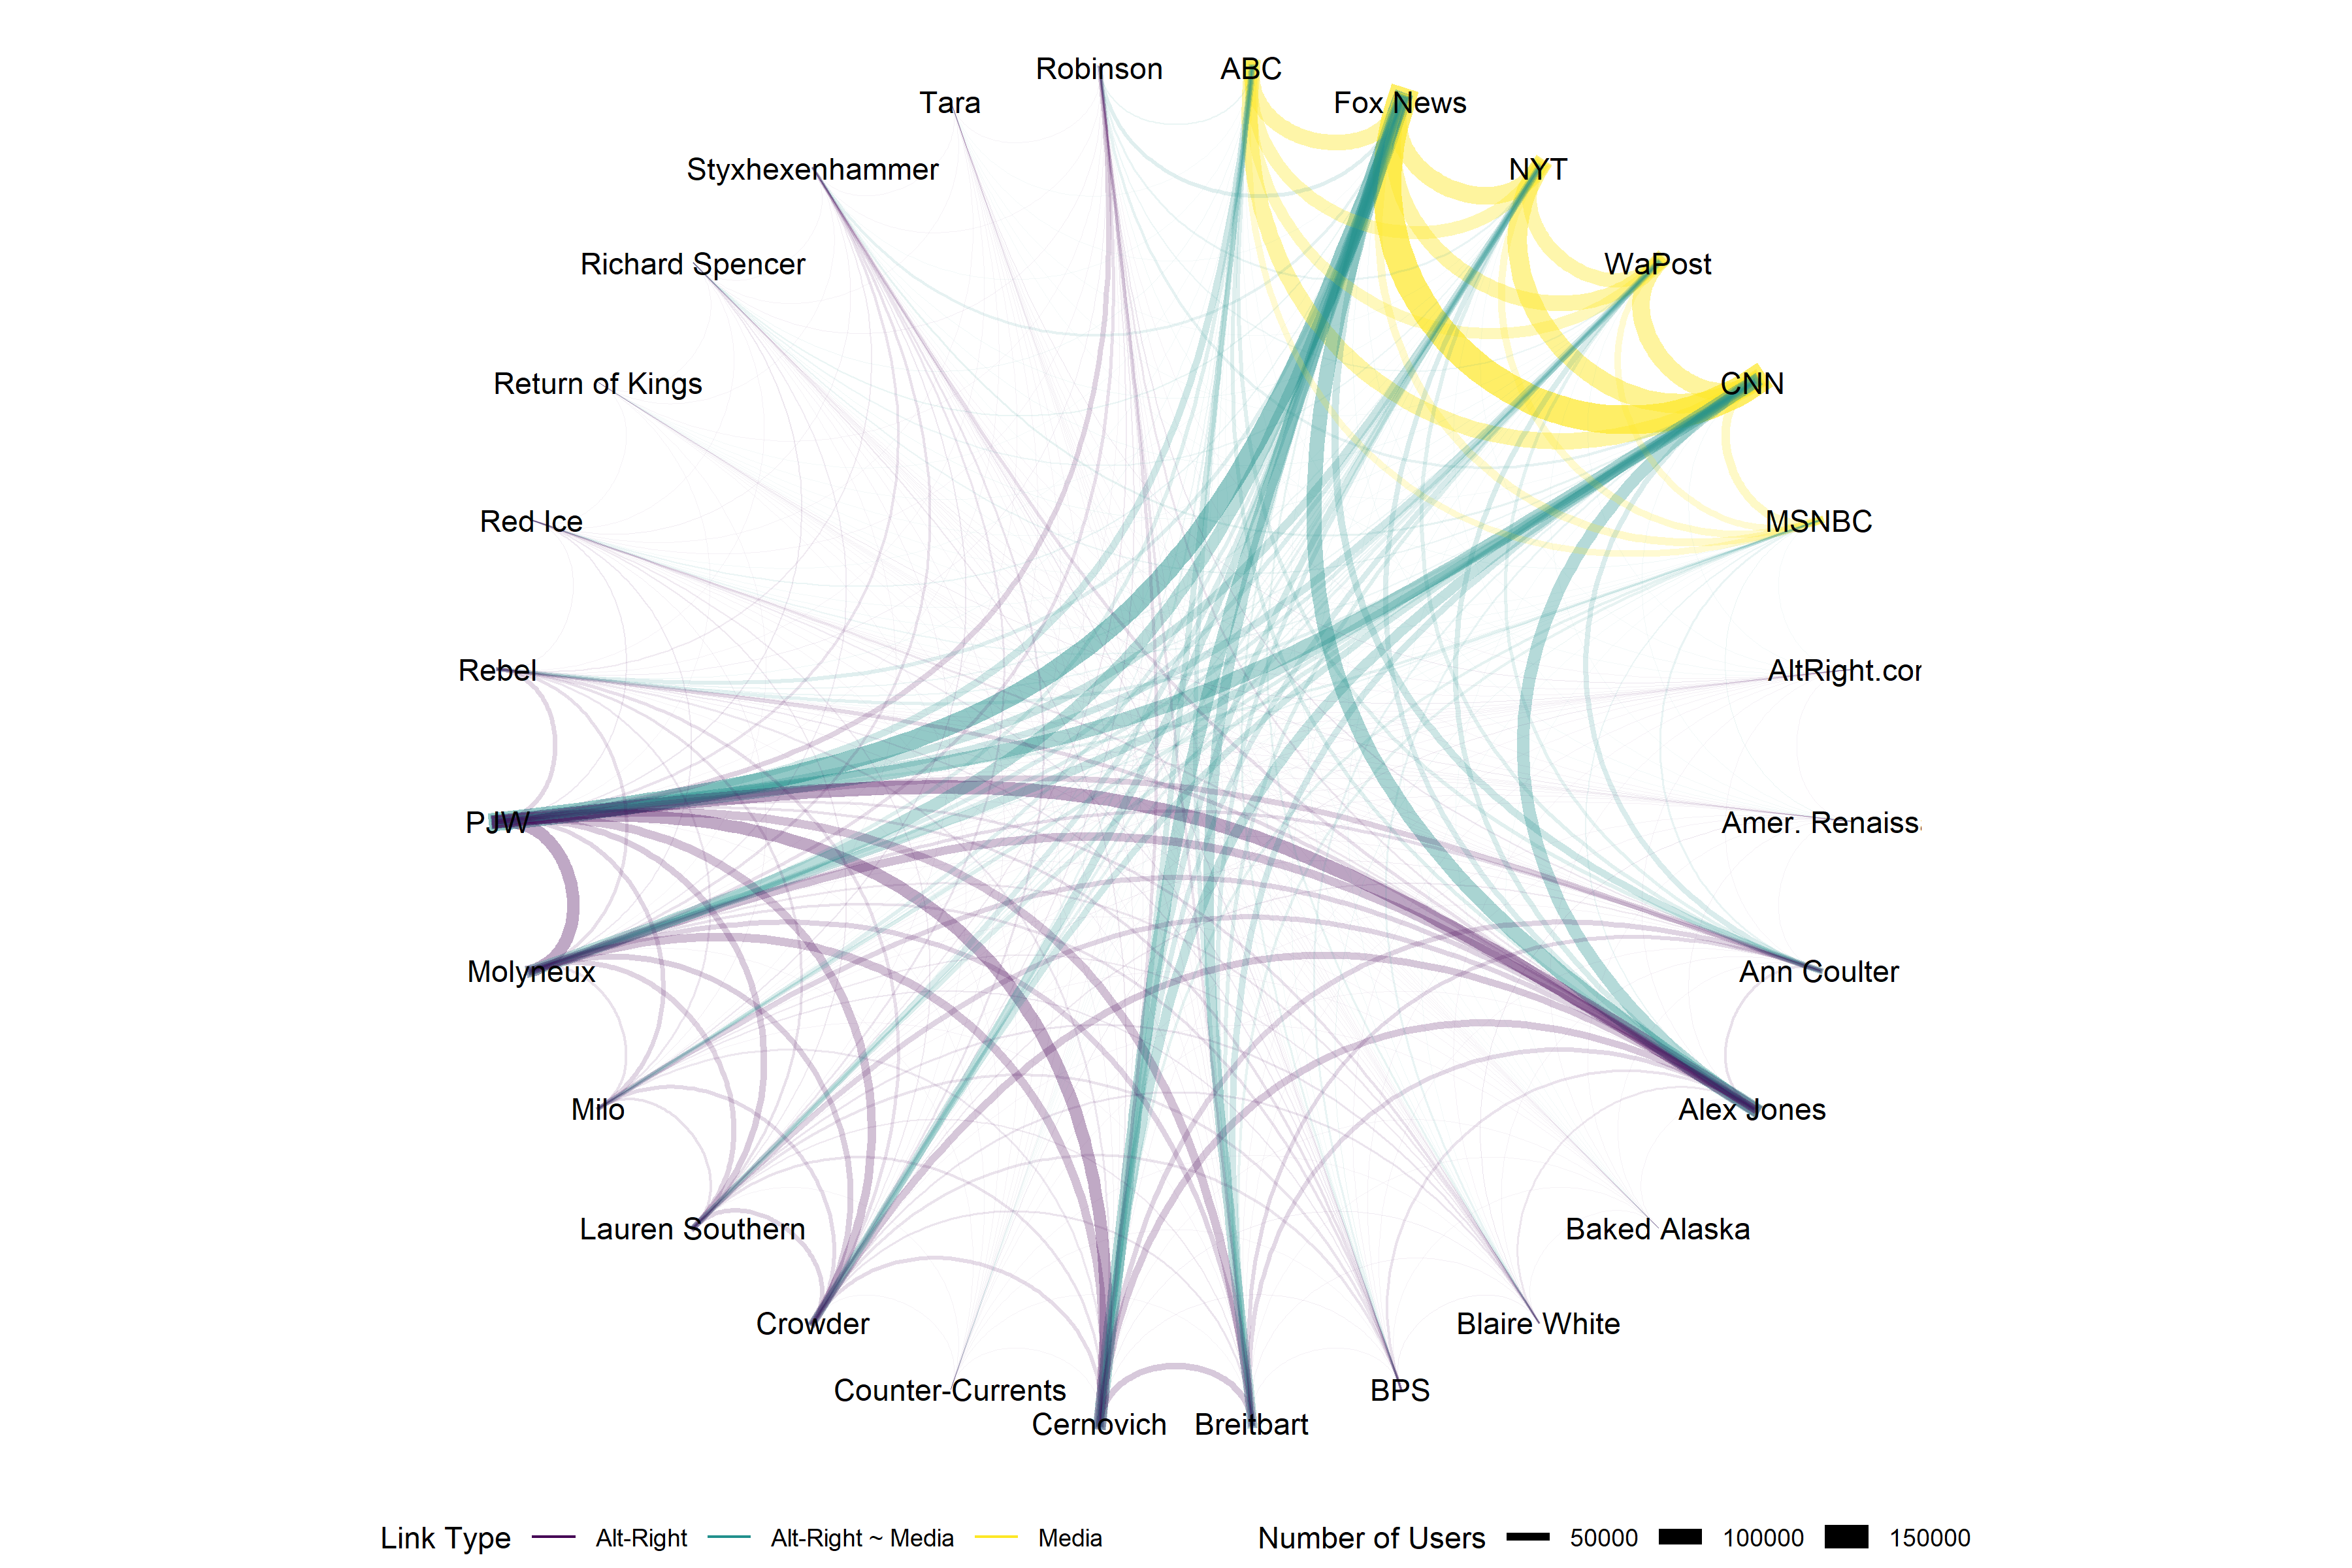 Robinson
ABC
Tara
Fox News
Styxhexenhammer
NYT
Richard Spencer
WaPost
Return of Kings
CNN
Red Ice
MSNBC
Rebel
AltRight.cor
PJW
Amer. Renaiss
Molyneux
Ann Coulter
Milo
Alex Jones
Lauren Southern
Baked Alaska
Crowder
Blaire White
Counter-Currents
BPS
Cernovich
Breitbart
Link Type Alt-Right Alt-Right ~ Media Media Number of Users 50000 100000 150000